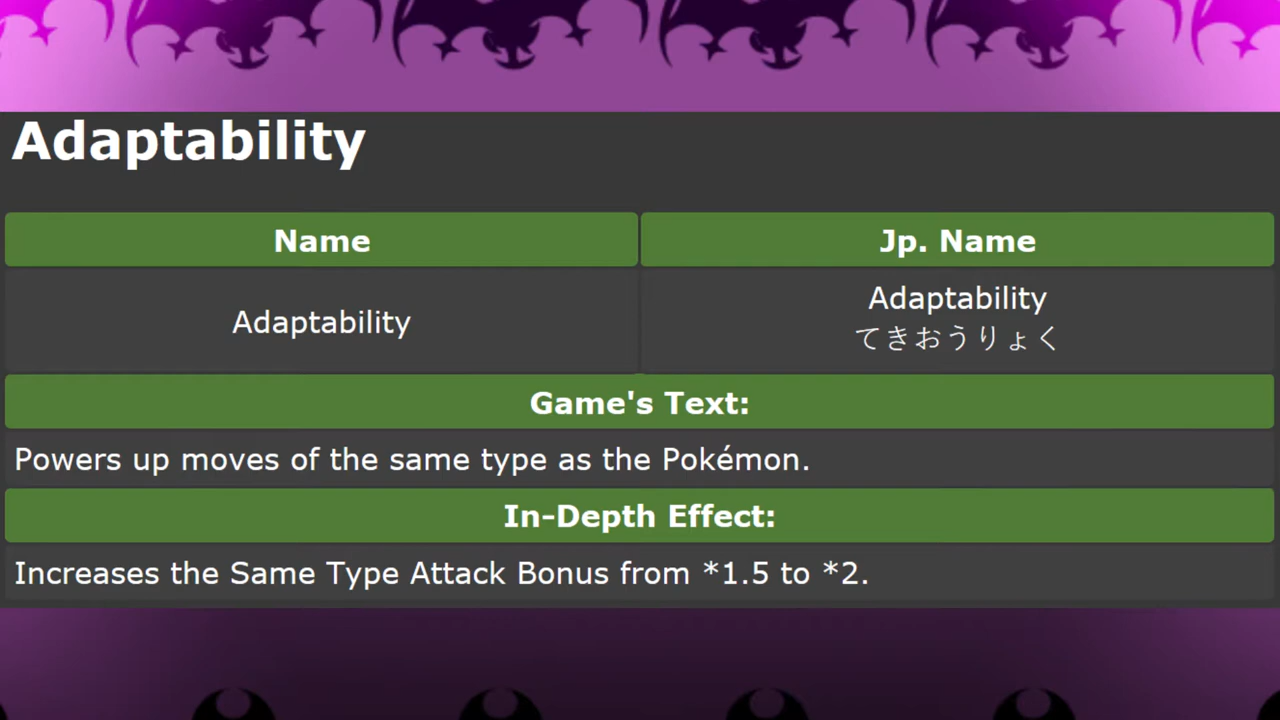 Adaptability
Name
Jp. Name
Adaptability
Adaptability
てきおうりょく
Game's Text:
Powers up moves of the same type as the Pokémon.
In-Depth Effect:
Increases the Same Type Attack Bonus from *1.5 to *2.